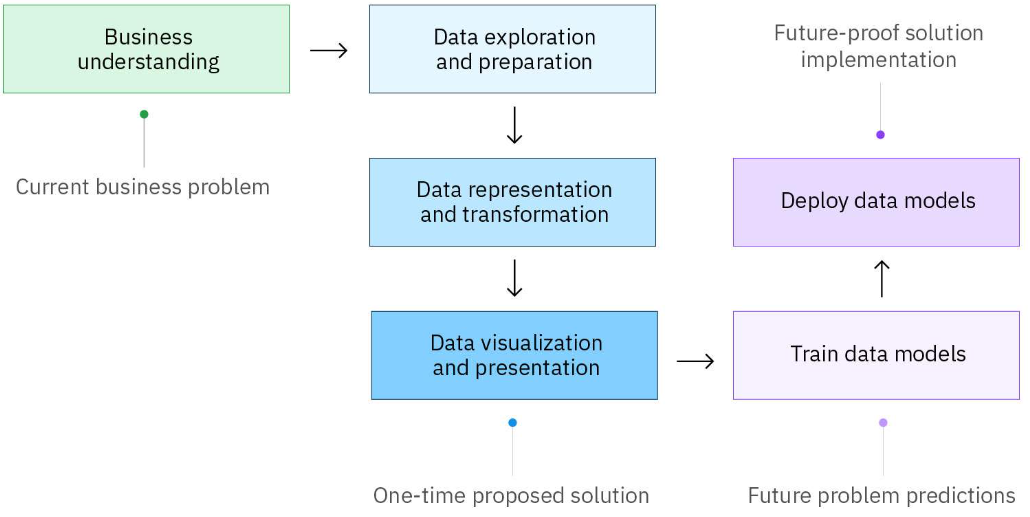 Business
understanding
Current business problem
Data exploration
and preparation
Data representation
and transformation
Data visualization
and presentation
One-time proposed solution
Future-proof solution
implementation
Deploy data models
Train data models
Future problem predictions